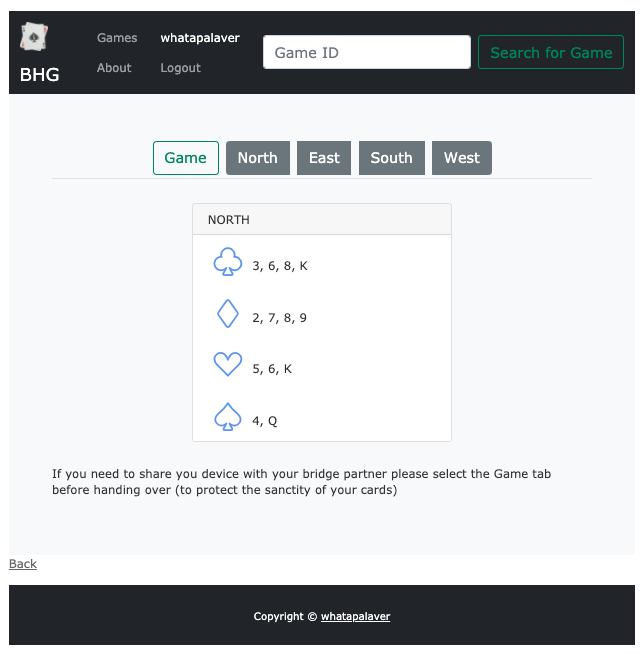 BHG
Games
whatapalaver
About
Logout
Game ID
Search for Game
Game
North
East
South
West
NORTH
3, 6, 8, K
2, 7, 8, 9
5, 6, K
4, Q
If you need to share you device with your bridge partner please select the Game tab
before handing over (to protect the sanctity of your cards)
Back
Copyright © whatapalaver